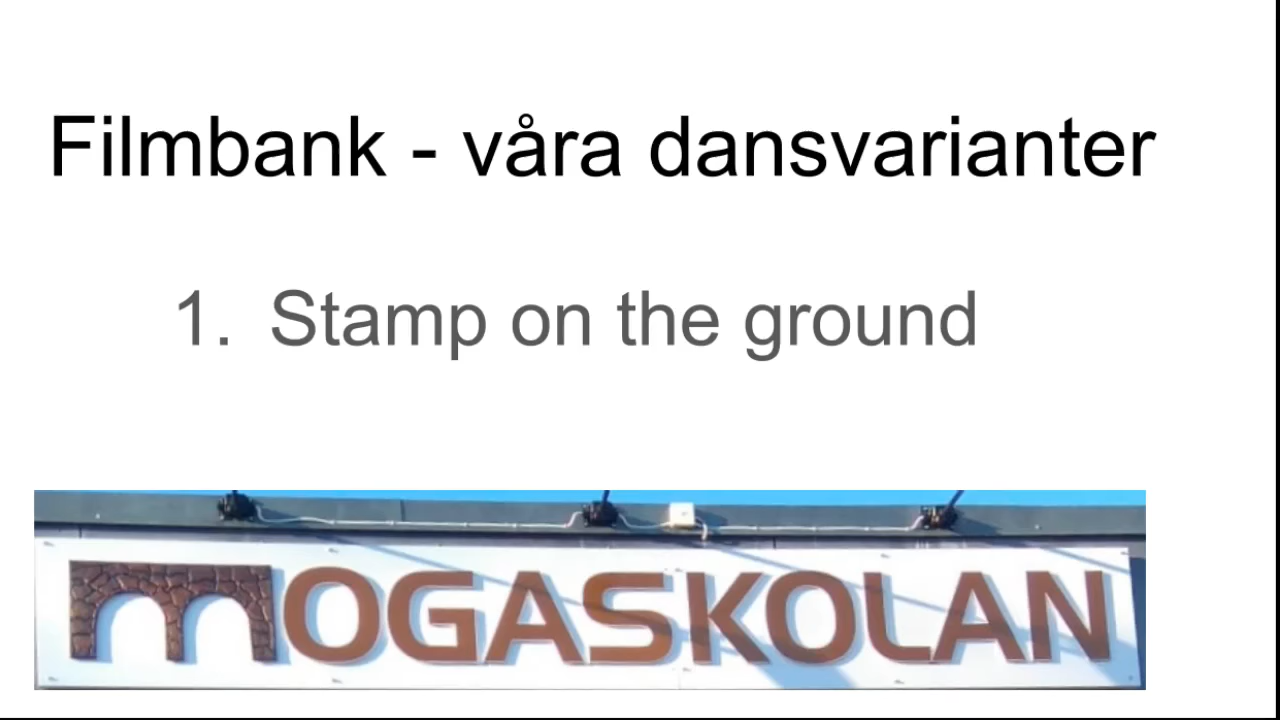 Filmbank - våra dansvarianter
1. Stamp on the ground
mOGASKOLAN